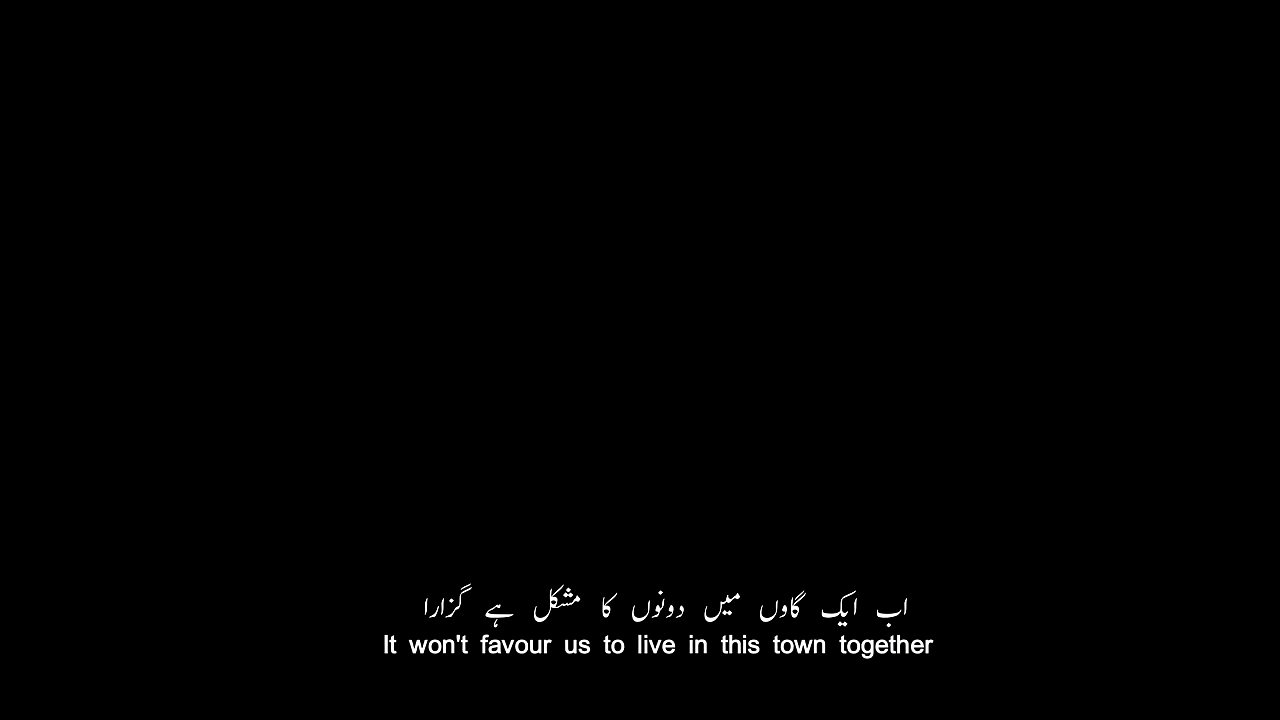 اب ایک گاوں میں دونوں کا مشکل ہے گزارا
It won't favour us to live in this town together